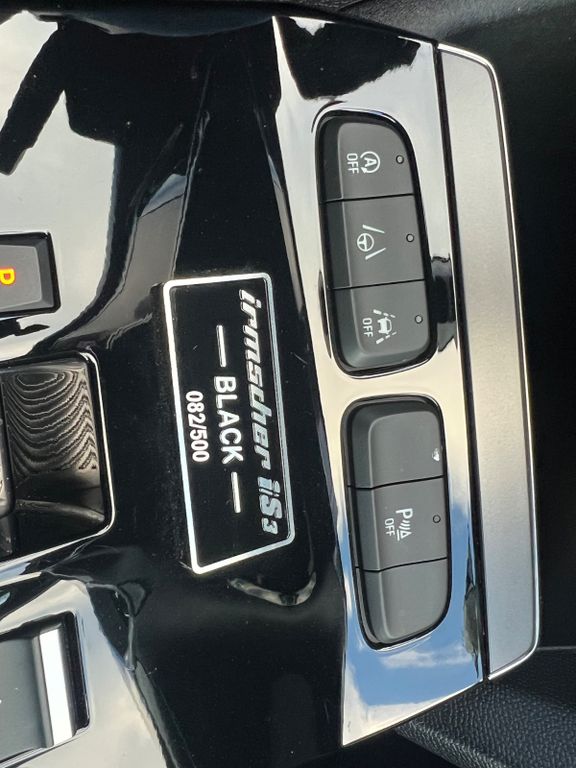 OFF
OFF
P
OFF
irmscher iS3
— BLACK —
082/500
P